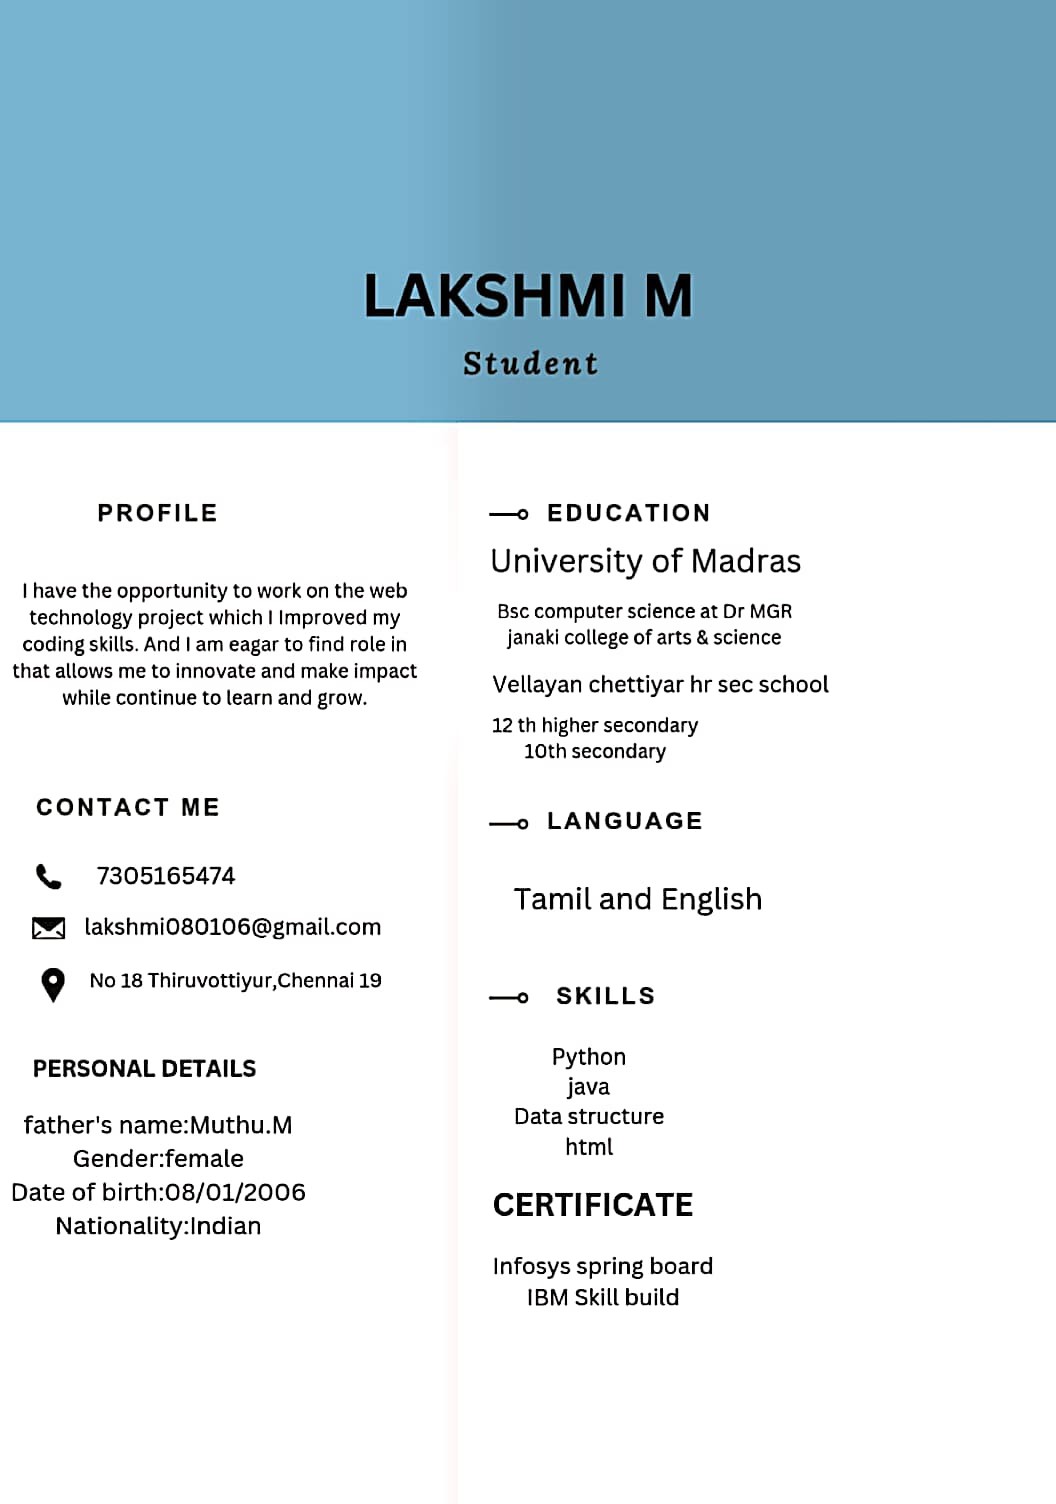 LAKSHMI M
Student
PROFILE
I have the opportunity to work on the web
technology project which I Improved my
coding skills. And I am eagar to find role in
that allows me to innovate and make impact
while continue to learn and grow.
CONTACT ME
7305165474
lakshmi080106@gmail.com
No 18 Thiruvottiyur,Chennai 19
PERSONAL DETAILS
father's name:Muthu.M
Gender:female
Date of birth:08/01/2006
Nationality:Indian
EDUCATION
University of Madras
Bsc computer science at Dr MGR
janaki college of arts & science
Vellayan chettiyar hr sec school
12 th higher secondary
10th secondary
LANGUAGE
Tamil and English
SKILLS
Python
java
Data structure
html
CERTIFICATE
Infosys spring board
IBM Skill build